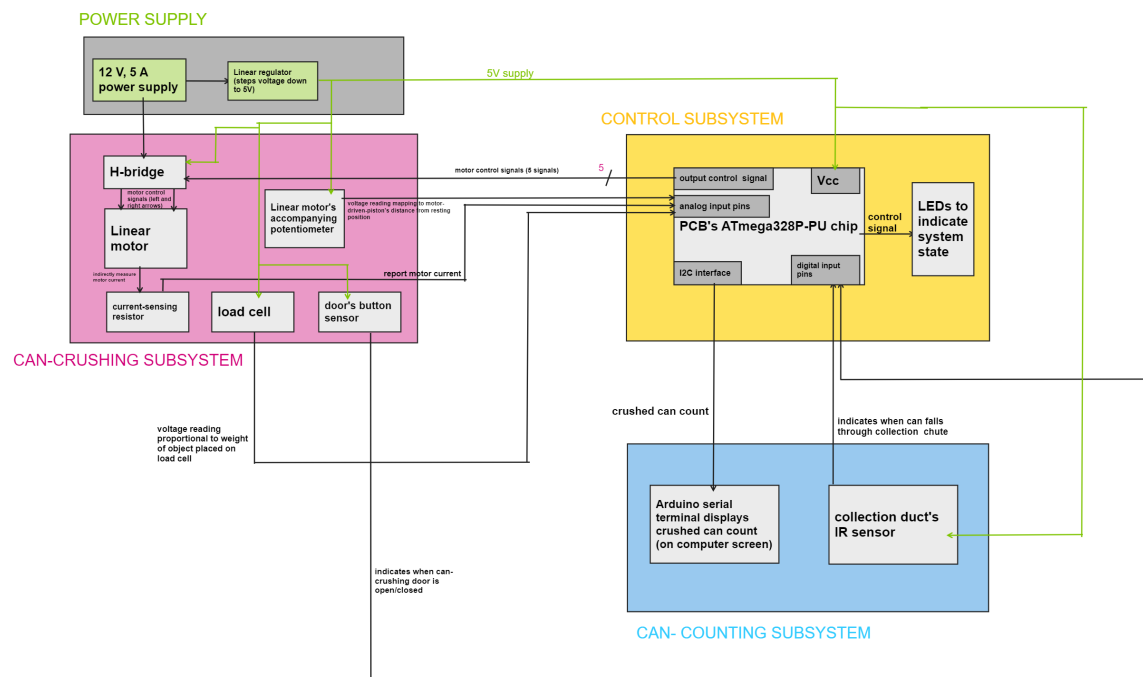 POWER SUPPLY
12 V, 5 A
power supply
Linear regulator
(steps voltage down
to 5V)
5V supply
CONTROL SUBSYSTEM
H-bridge
motor control
signals (left and
right arrows)
Linear
motor
indirectly measure
motor current
current-sensing
resistor
Linear motor's
accompanying
potentiometer
voltage reading mapping to motor-
driven-piston's distance from resting
position
motor control signals (5 signals)
5
report motor current
load cell
door's button
sensor
CAN-CRUSHING SUBSYSTEM
output control signal
Vcc
analog input pins
PCB's ATmega328P-PU chip
I2C interface
digital input
pins
control
signal
LEDs to
indicate
system
state
voltage reading
proportional to weight
of object placed on
load cell
crushed can count
indicates when can falls
through collection chute
Arduino serial
terminal displays
crushed can count
(on computer screen)
collection duct's
IR sensor
indicates when can-
crushing door is
open/closed
CAN- COUNTING SUBSYSTEM